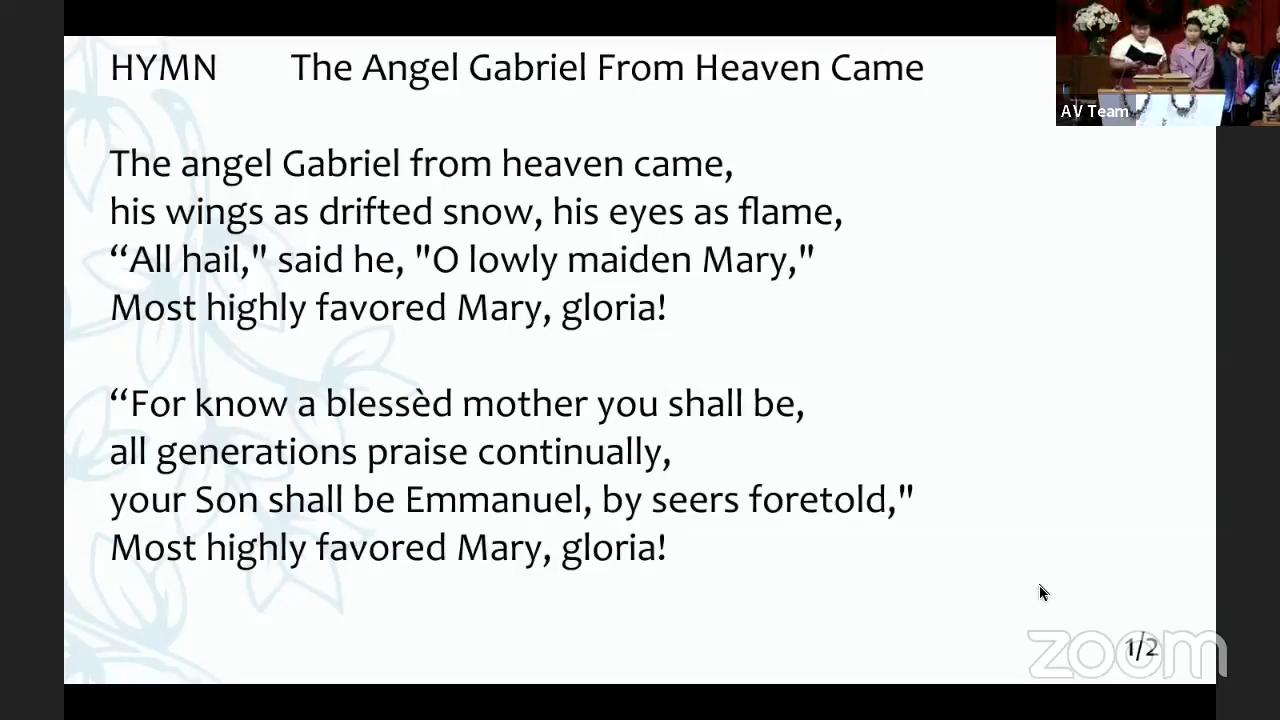 HYMN The Angel Gabriel From Heaven Came
AV Team
The angel Gabriel from heaven came,
his wings as drifted snow, his eyes as flame,
“All hail," said he, "O lowly maiden Mary,"
Most highly favored Mary, gloria!
“For know a blessèd mother you shall be,
all generations praise continually,
your Son shall be Emmanuel, by seers foretold,"
Most highly favored Mary, gloria!
1/2
zoom